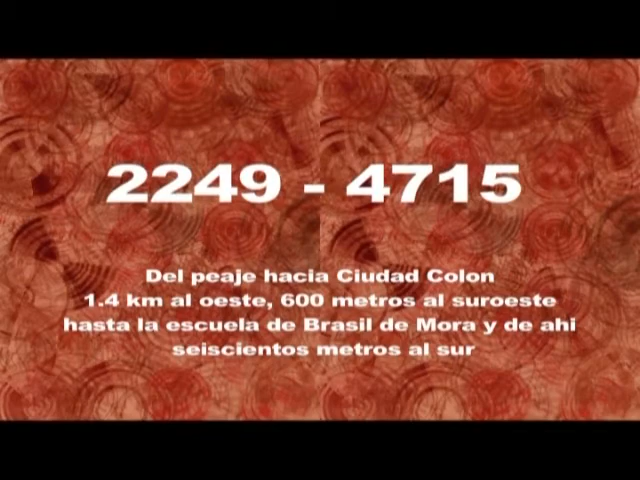 2249 - 4715
Del peaje hacia Ciudad Colon
1.4 km al oeste, 600 metros al suroeste
hasta la escuela de Brasil de Mora y de ahi
seiscientos metros al sur